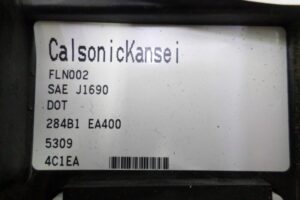 CalsonicKansei
FLN002
SAE J1690
DOT
284B1 EA400
5309
4C1EA